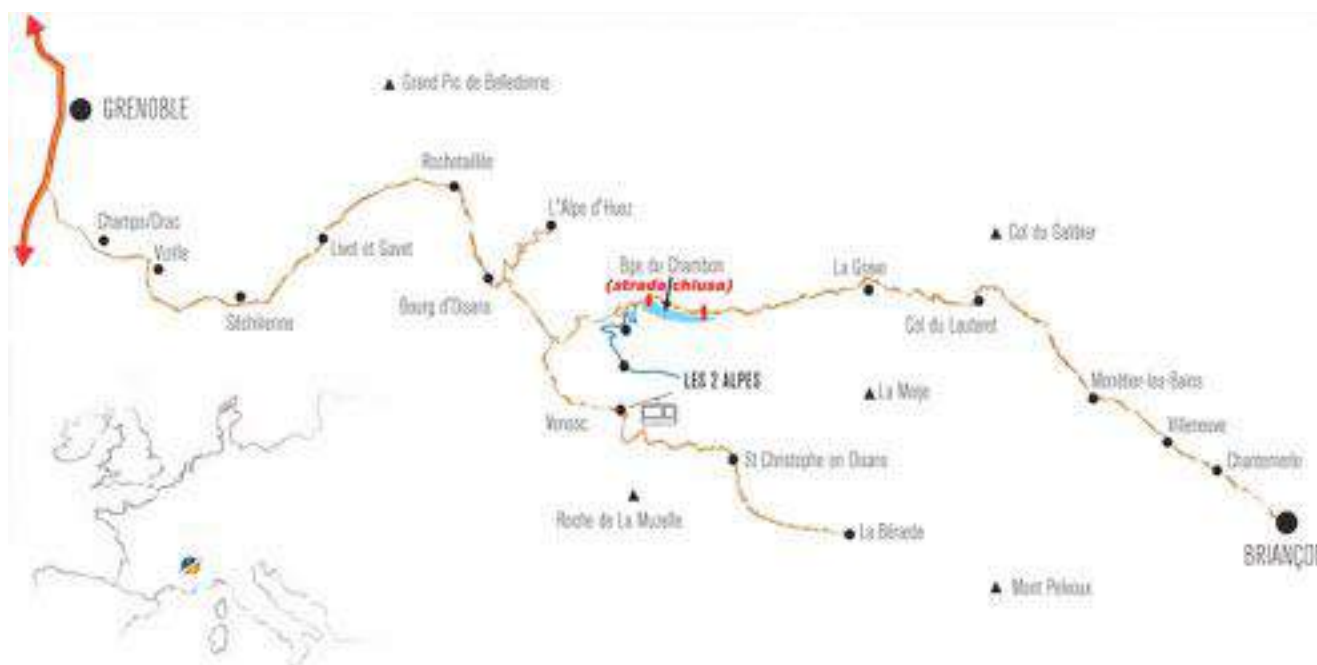 Grand Pic de Belledonne
GRENOBLE
Rochetaillée
L'Alpe d'Huez
Champs/Drac
Vizille
Livet et Gavet
Col du Galibier
Bge du Chambon
(strada chiusa)
La Grave
Bourg d'Oisans
Séchilienne
Col du Lautaret
LES 2 ALPES
La Meije
Monêtier-les-Bains
Venosc
Villeneuve
St Christophe en Oisans
Chantemerle
Roche de La Muzelle
La Bérarde
BRIANÇO
Mont Pelvoux